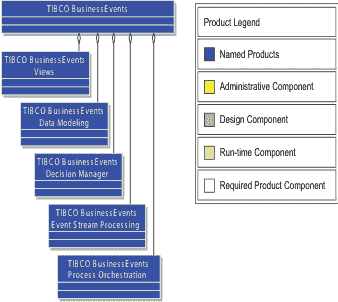 TIBCO BusinessEvents
TIBCO BusinessEvents
Views
TIBCO BusinessEvents
Data Modeling
TIBCO BusinessEvents
Decision Manager
TIBCO BusinessEvents
Event Stream Processing
TIBCO BusinessEvents
Process Orchestration
Product Legend
Named Products
Administrative Component
Design Component
Run-time Component
Required Product Component